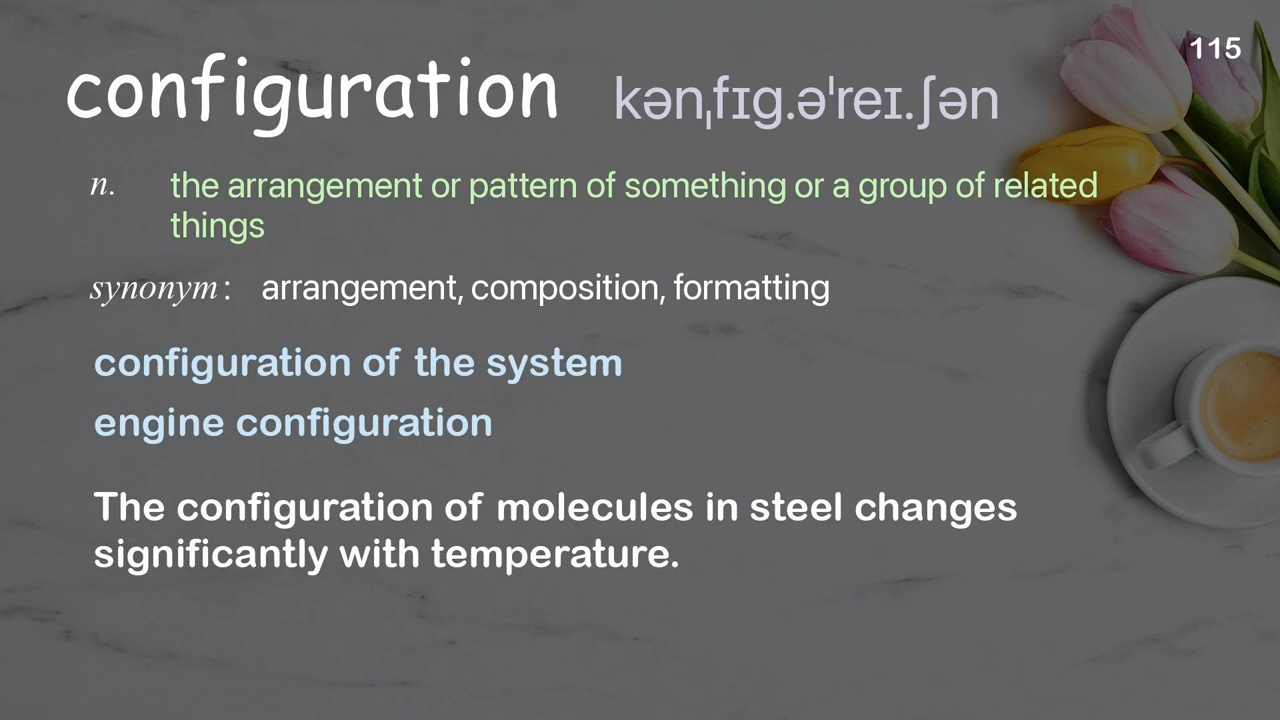 115
configuration kənˌfɪg.əˈreɪ.ʃən
n. the arrangement or pattern of something or a group of related
things
synonym: arrangement, composition, formatting
configuration of the system
engine configuration
The configuration of molecules in steel changes
significantly with temperature.